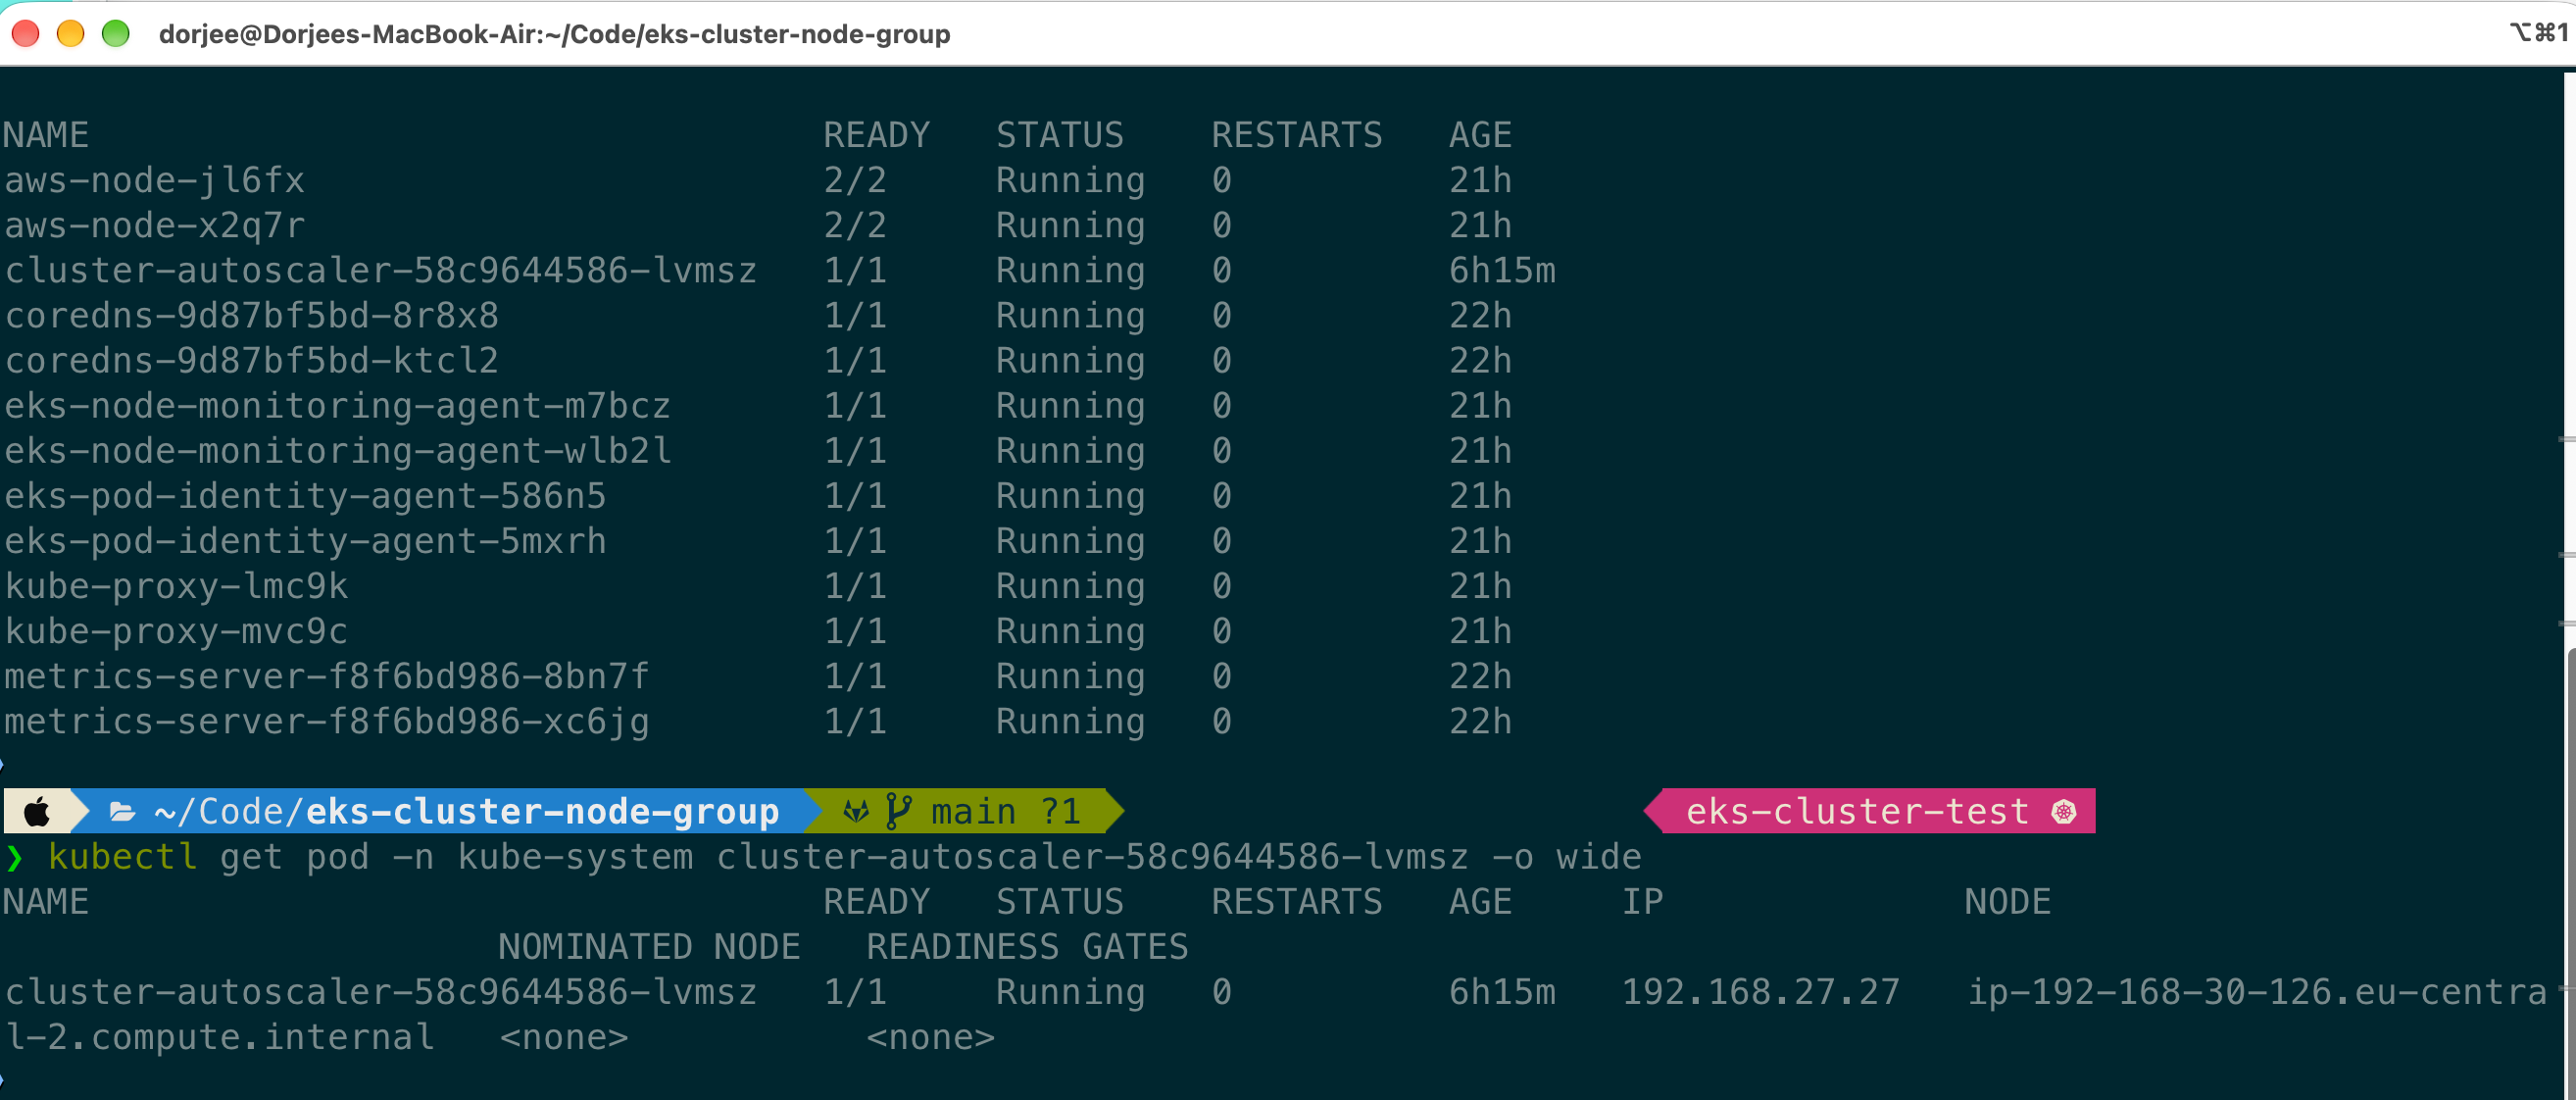 dorjee@Dorjees-MacBook-Air:~/Code/eks-cluster-node-group ⌥⌘1
NAME READY STATUS RESTARTS AGE
aws-node-jl6fx 2/2 Running 0 21h
aws-node-x2q7r 2/2 Running 0 21h
cluster-autoscaler-58c9644586-lvmsz 1/1 Running 0 6h15m
coredns-9d87bf5bd-8r8x8 1/1 Running 0 22h
coredns-9d87bf5bd-ktcl2 1/1 Running 0 22h
eks-node-monitoring-agent-m7bcz 1/1 Running 0 21h
eks-node-monitoring-agent-wlb2l 1/1 Running 0 21h
eks-pod-identity-agent-586n5 1/1 Running 0 21h
eks-pod-identity-agent-5mxrh 1/1 Running 0 21h
kube-proxy-lmc9k 1/1 Running 0 21h
kube-proxy-mvc9c 1/1 Running 0 21h
metrics-server-f8f6bd986-8bn7f 1/1 Running 0 22h
metrics-server-f8f6bd986-xc6jg 1/1 Running 0 22h
~/Code/eks-cluster-node-group main ?1 eks-cluster-test
❯ kubectl get pod -n kube-system cluster-autoscaler-58c9644586-lvmsz -o wide
NAME READY STATUS RESTARTS AGE IP NODE
NOMINATED NODE READINESS GATES
cluster-autoscaler-58c9644586-lvmsz 1/1 Running 0 6h15m 192.168.27.27 ip-192-168-30-126.eu-centra
l-2.compute.internal <none> <none>